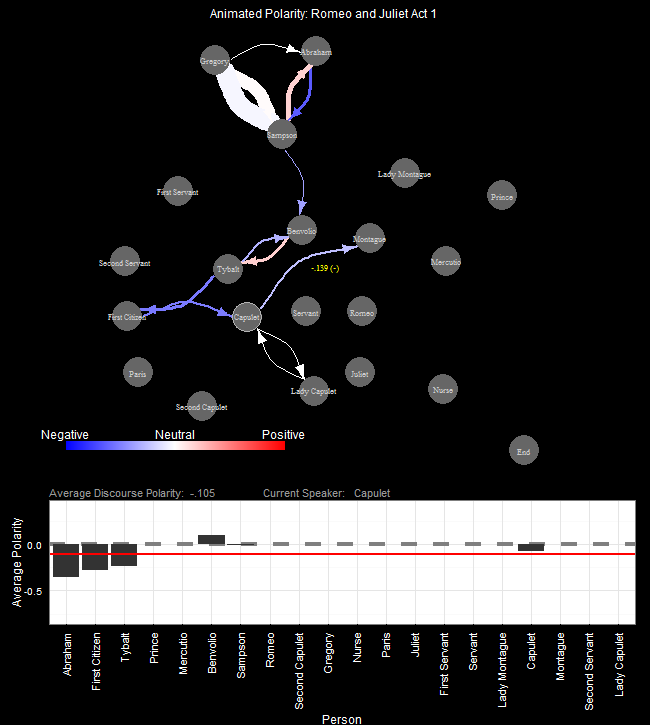 Animated Polarity: Romeo and Juliet Act 1
Gregory
Abraham
Sampson
First Servant
Lady Montague
Prince
Benvolio
Montague
Second Servant
Tybalt
Mercutio
-.139 (-)
First Citizen
Capulet
Servant
Romeo
Paris
Juliet
Lady Capulet
Nurse
Second Capulet
Negative Neutral Positive
End
Average Discourse Polarity: -.105 Current Speaker: Capulet
Average Polarity
0.0
-0.5
Abraham
First Citizen
Tybalt
Prince
Mercutio
Benvolio
Sampson
Romeo
Second Capulet
Gregory
Nurse
Paris
Juliet
First Servant
Servant
Lady Montague
Capulet
Montague
Second Servant
Lady Capulet
Person